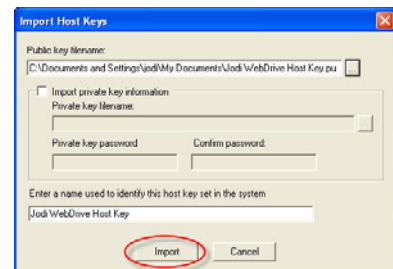 Import Host Keys
Public key filename:
C:\Documents and Settings\jodi\My Documents\Jodi WebDrive Host Key.pu
Import private key information
Private key filename:
Private key password
Confirm password:
Enter a name used to identify this host key set in the system
Jodi WebDrive Host Key
Import
Cancel